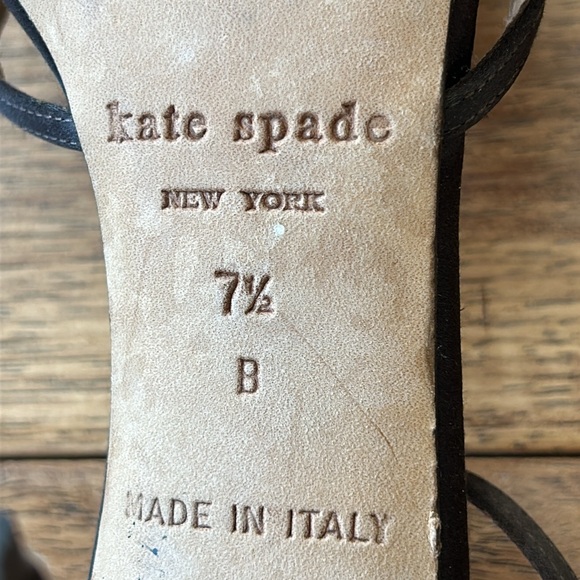 kate spade
NEW YORK
7½
B
MADE IN ITALY